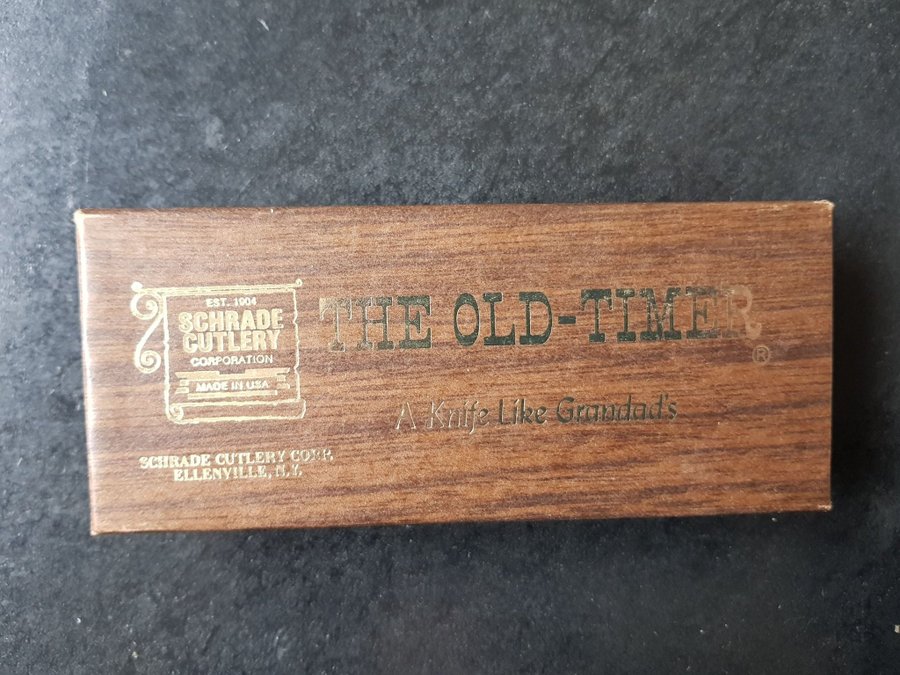 EST. 1904
SCHRADE
CUTLERY
CORPORATION
MADE IN USA
THE OLD-TIMER®
A Knife Like Grandad's
SCHRADE CUTLERY CORP.
ELLENVILLE, N.Y.